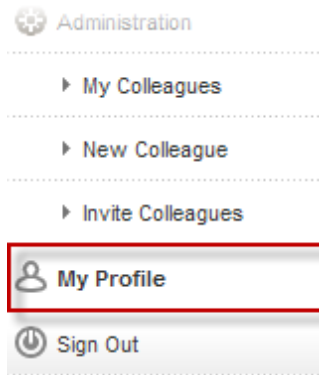 Administration
My Colleagues
New Colleague
Invite Colleagues
My Profile
Sign Out